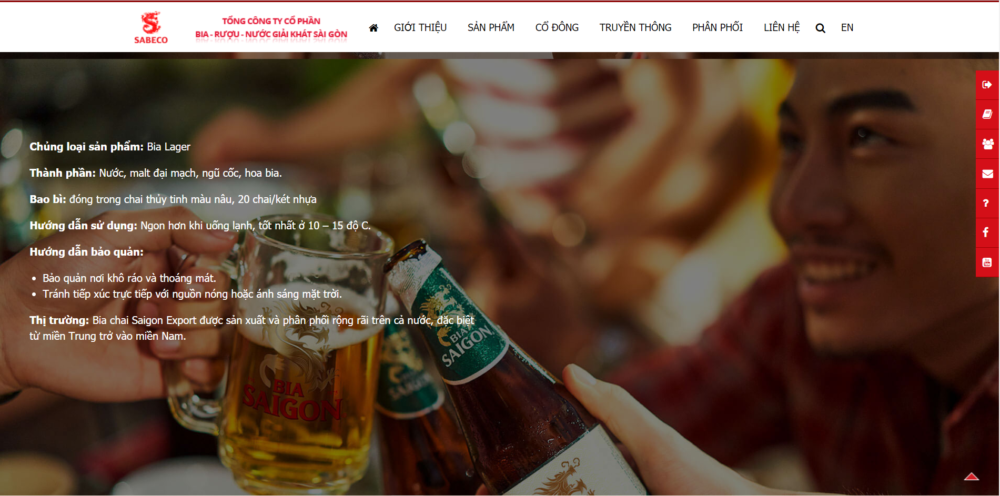 SABECO
TỔNG CÔNG TY CỔ PHẦN
BIA - RƯỢU - NƯỚC GIẢI KHÁT SÀI GÒN
GIỚI THIỆU SẢN PHẨM CỔ ĐÔNG TRUYỀN THÔNG PHÂN PHỐI LIÊN HỆ EN
Chủng loại sản phẩm: Bia Lager
Thành phần: Nước, malt đại mạch, ngũ cốc, hoa bia.
Bao bì: đóng trong chai thủy tinh màu nâu, 20 chai/két nhựa
Hướng dẫn sử dụng: Ngon hơn khi uống lạnh, tốt nhất ở 10 – 15 độ C.
Hướng dẫn bảo quản:
• Bảo quản nơi khô ráo và thoáng mát.
• Tránh tiếp xúc trực tiếp với nguồn nóng hoặc ánh sáng mặt trời.
Thị trường: Bia chai Saigon Export được sản xuất và phân phối rộng rãi trên cả nước, đặc biệt
từ miền Trung trở vào miền Nam.
BIA
SAIGON
BIA
SAIGON
SAIGON
?
You
Tube